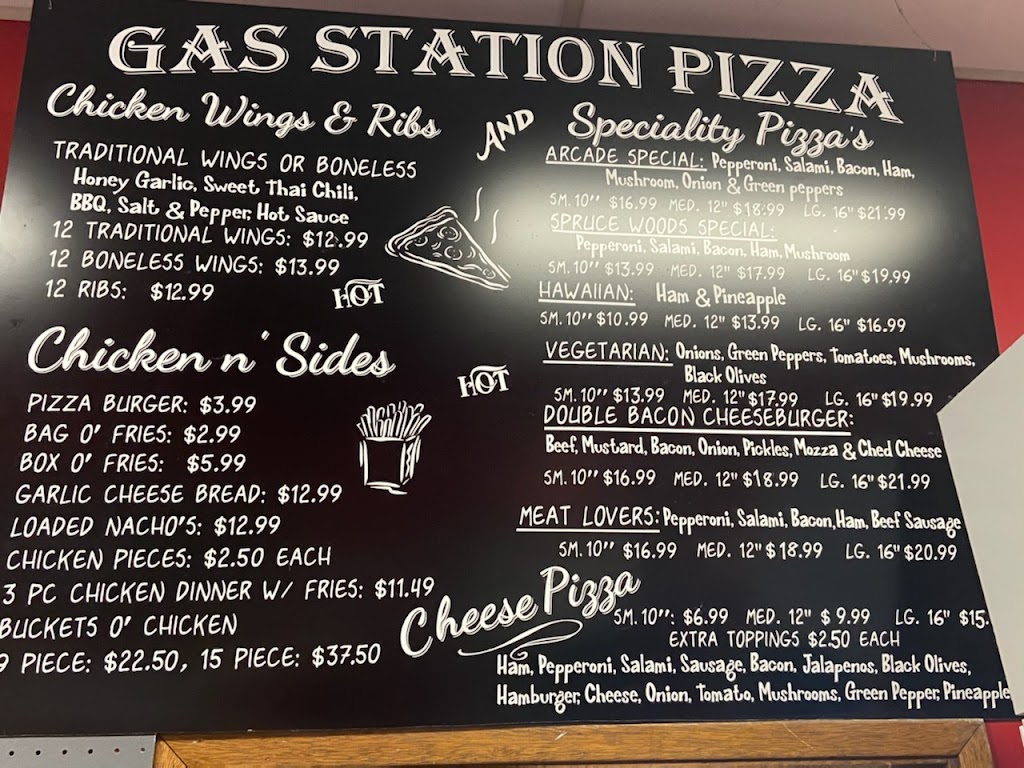 GAS STATION PIZZA
Chicken Wings & Ribs
TRADITIONAL WINGS OR BONELESS
Honey Garlic, Sweet Thai Chili,
BBQ, Salt & Pepper, Hot Sauce
12 TRADITIONAL WINGS: $12.99
12 BONELESS WINGS: $13.99
12 RIBS: $12.99
HOT
AND
Chicken n' Sides
HOT
PIZZA BURGER: $3.99
BAG O' FRIES: $2.99
BOX O' FRIES: $5.99
GARLIC CHEESE BREAD: $12.99
LOADED NACHO'S: $12.99
CHICKEN PIECES: $2.50 EACH
3 PC CHICKEN DINNER W/ FRIES: $11.49
BUCKETS O' CHICKEN
9 PIECE: $22.50, 15 PIECE: $37.50
Speciality Pizza's
ARCADE SPECIAL: Pepperoni, Salami, Bacon, Ham,
Mushroom, Onion & Green peppers
SM. 10'' $16.99 MED. 12" $18.99 LG. 16" $21.99
SPRUCE WOODS SPECIAL:
Pepperoni, Salami, Bacon, Ham, Mushroom
SM. 10'' $13.99 MED. 12" $17.99 LG. 16" $19.99
HAWAIIAN: Ham & Pineapple
SM. 10'' $10.99 MED. 12" $13.99 LG. 16" $16.99
VEGETARIAN: Onions, Green Peppers, Tomatoes, Mushrooms,
Black Olives
SM. 10'' $13.99 MED. 12" $17.99 LG. 16" $19.99
DOUBLE BACON CHEESEBURGER:
Beef, Mustard, Bacon, Onion, Pickles, Mozza & Ched Cheese
SM. 10'' $16.99 MED. 12" $18.99 LG. 16" $21.99
MEAT LOVERS: Pepperoni, Salami, Bacon, Ham, Beef Sausage
SM. 10'' $16.99 MED. 12" $18.99 LG. 16" $20.99
Cheese Pizza
SM. 10'': $6.99 MED. 12" $ 9.99 LG. 16" $15.
EXTRA TOPPINGS $2.50 EACH
Ham, Pepperoni, Salami, Sausage, Bacon, Jalapenos, Black Olives,
Hamburger, Cheese, Onion, Tomato, Mushrooms, Green Pepper, Pineapple